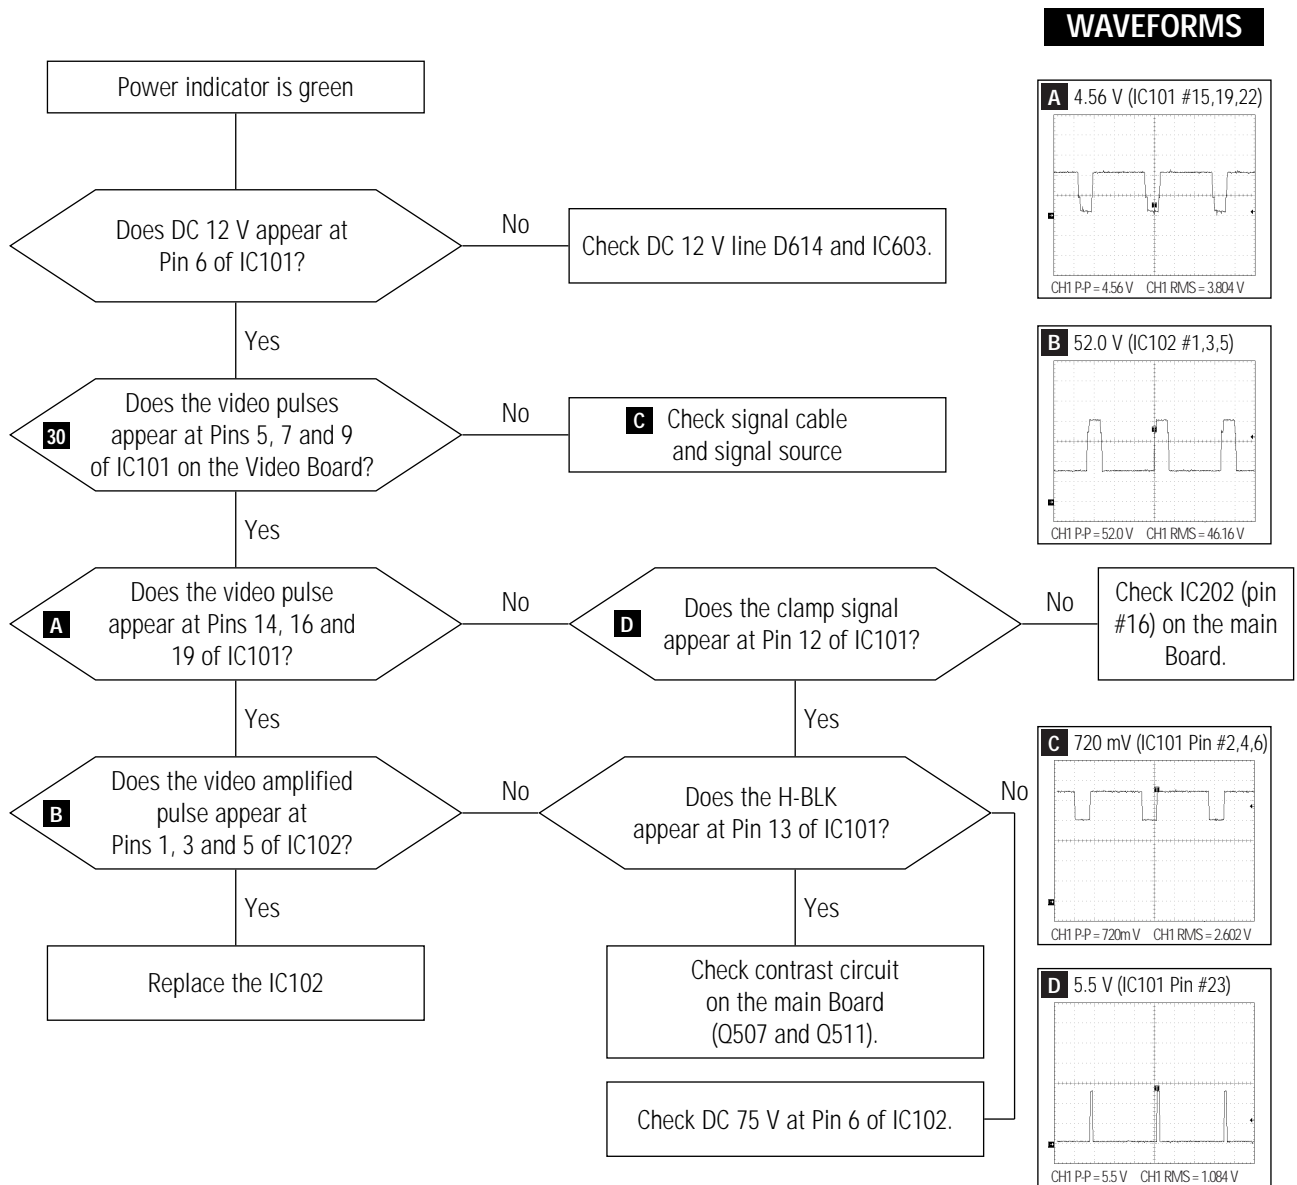 WAVEFORMS
Power indicator is green
Does DC 12 V appear at
Pin 6 of IC101?
No
Check DC 12 V line D614 and IC603.
Yes
30
Does the video pulses
appear at Pins 5, 7 and 9
of IC101 on the Video Board?
No
C Check signal cable
and signal source
Yes
A
Does the video pulse
appear at Pins 14, 16 and
19 of IC101?
No
D
Does the clamp signal
appear at Pin 12 of IC101?
No
Check IC202 (pin
#16) on the main
Board.
Yes
Yes
B
Does the video amplified
pulse appear at
Pins 1, 3 and 5 of IC102?
No
Does the H-BLK
appear at Pin 13 of IC101?
No
Yes
Yes
Replace the IC102
Check contrast circuit
on the main Board
(Q507 and Q511).
Check DC 75 V at Pin 6 of IC102.
A 4.56 V (IC101 #15,19,22)
CH1 P-P = 4.56 V CH1 RMS = 3.804 V
B 52.0 V (IC102 #1,3,5)
CH1 P-P = 52.0 V CH1 RMS = 46.16 V
C 720 mV (IC101 Pin #2,4,6)
CH1 P-P = 720m V CH1 RMS = 2.602 V
D 5.5 V (IC101 Pin #23)
CH1 P-P = 5.5 V CH1 RMS = 1.084 V